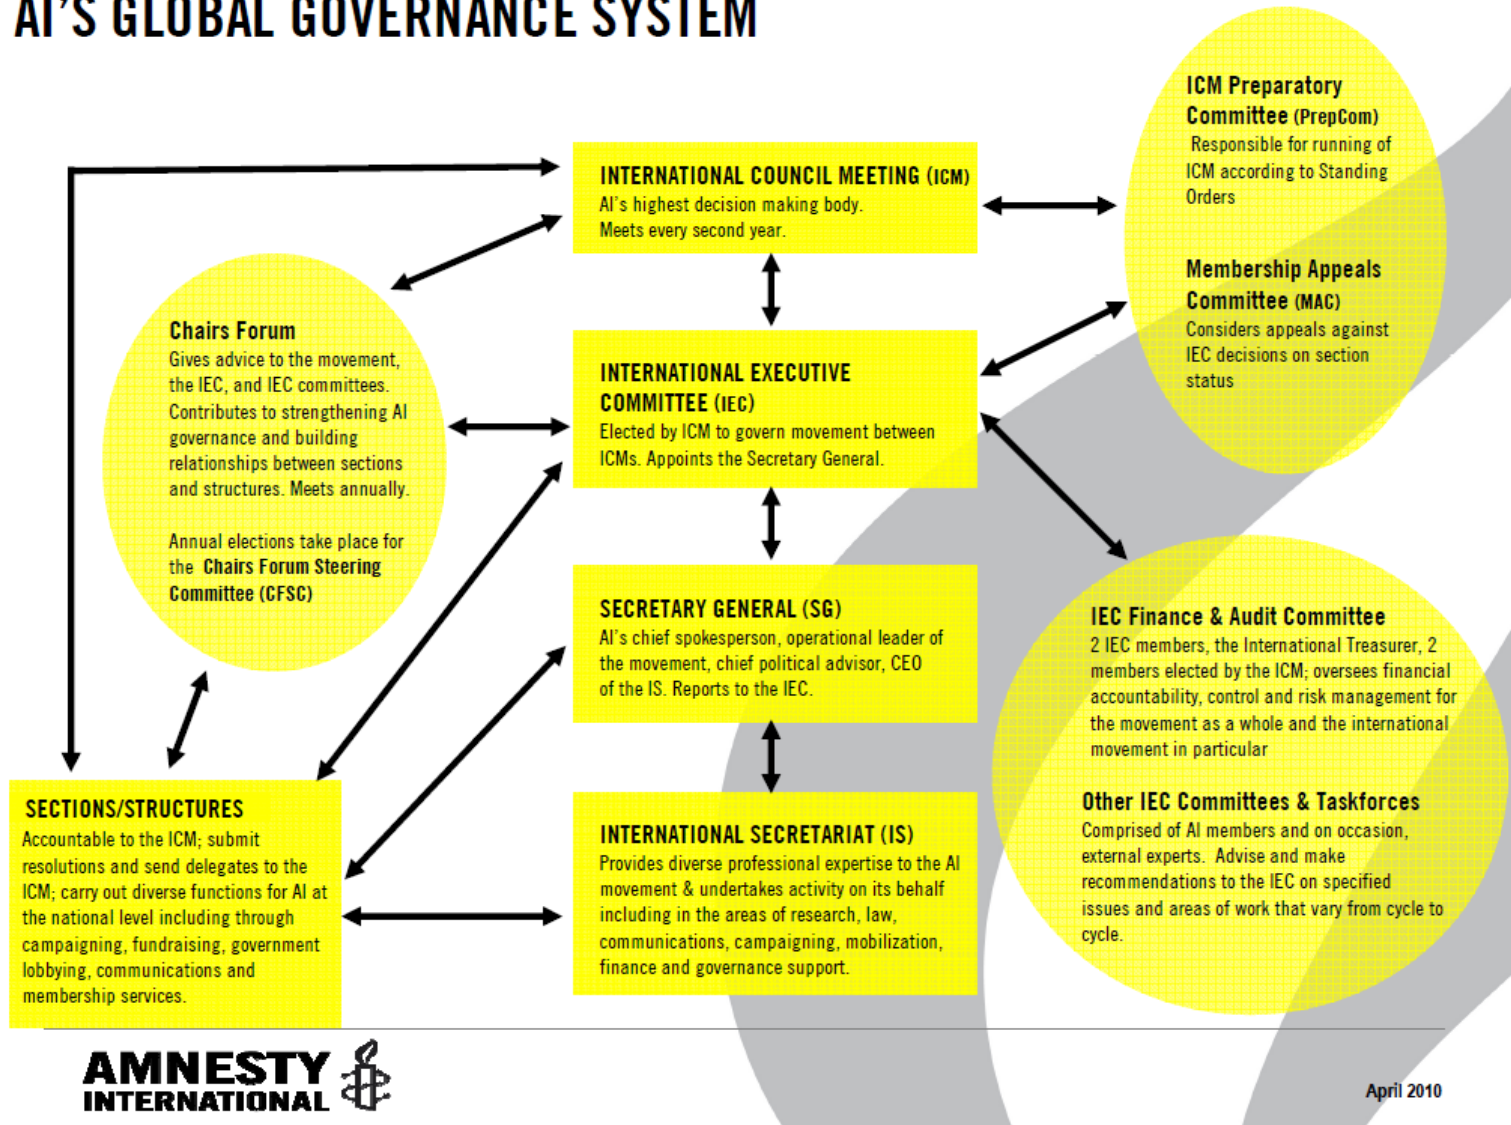 AI'S GLOBAL GOVERNANCE SYSTEM
ICM Preparatory
Committee (PrepCom)
Responsible for running of
ICM according to Standing
Orders
Membership Appeals
Committee (MAC)
Considers appeals against
IEC decisions on section
status
INTERNATIONAL COUNCIL MEETING (ICM)
AI's highest decision making body.
Meets every second year.
Chairs Forum
Gives advice to the movement,
the IEC, and IEC committees.
Contributes to strengthening AI
governance and building
relationships between sections
and structures. Meets annually.
Annual elections take place for
the Chairs Forum Steering
Committee (CFSC)
INTERNATIONAL EXECUTIVE
COMMITTEE (IEC)
Elected by ICM to govern movement between
ICMs. Appoints the Secretary General.
SECRETARY GENERAL (SG)
AI's chief spokesperson, operational leader of
the movement, chief political advisor, CEO
of the IS. Reports to the IEC.
IEC Finance & Audit Committee
2 IEC members, the International Treasurer, 2
members elected by the ICM; oversees financial
accountability, control and risk management for
the movement as a whole and the international
movement in particular
Other IEC Committees & Taskforces
Comprised of AI members and on occasion,
external experts. Advise and make
recommendations to the IEC on specified
issues and areas of work that vary from cycle to
cycle.
SECTIONS/STRUCTURES
Accountable to the ICM; submit
resolutions and send delegates to the
ICM; carry out diverse functions for AI at
the national level including through
campaigning, fundraising, government
lobbying, communications and
membership services.
INTERNATIONAL SECRETARIAT (IS)
Provides diverse professional expertise to the AI
movement & undertakes activity on its behalf
including in the areas of research, law,
communications, campaigning, mobilization,
finance and governance support.
AMNESTY
INTERNATIONAL
April 2010